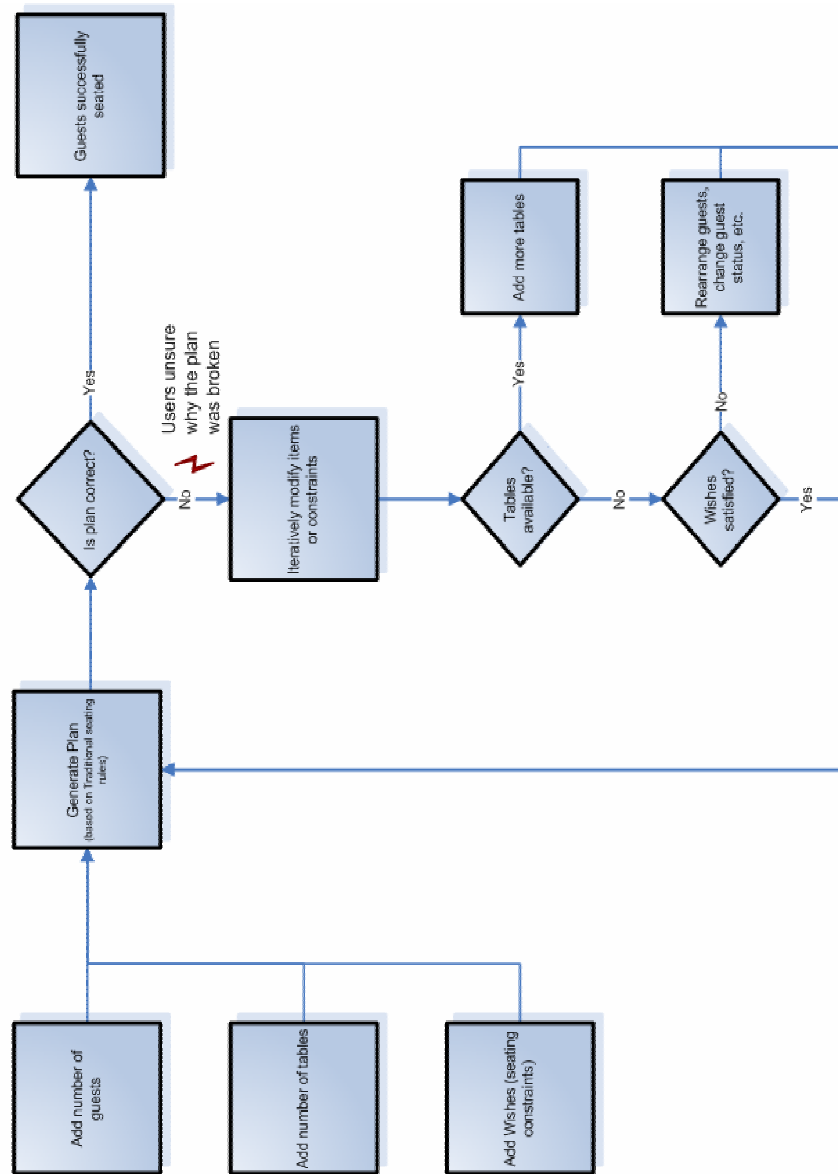 Add number of
guests
Add number of tables
Add Wishes (seating
constraints)
Generate Plan
(based on Traditional seating
rules)
Is plan correct?
Yes
Guests successfully
seated
No
Users unsure
why the plan
was broken
Iteratively modify items
or constraints
Tables
available?
Yes
Add more tables
No
Wishes
satisfied?
No
Rearrange guests,
change guest
status, etc.
Yes